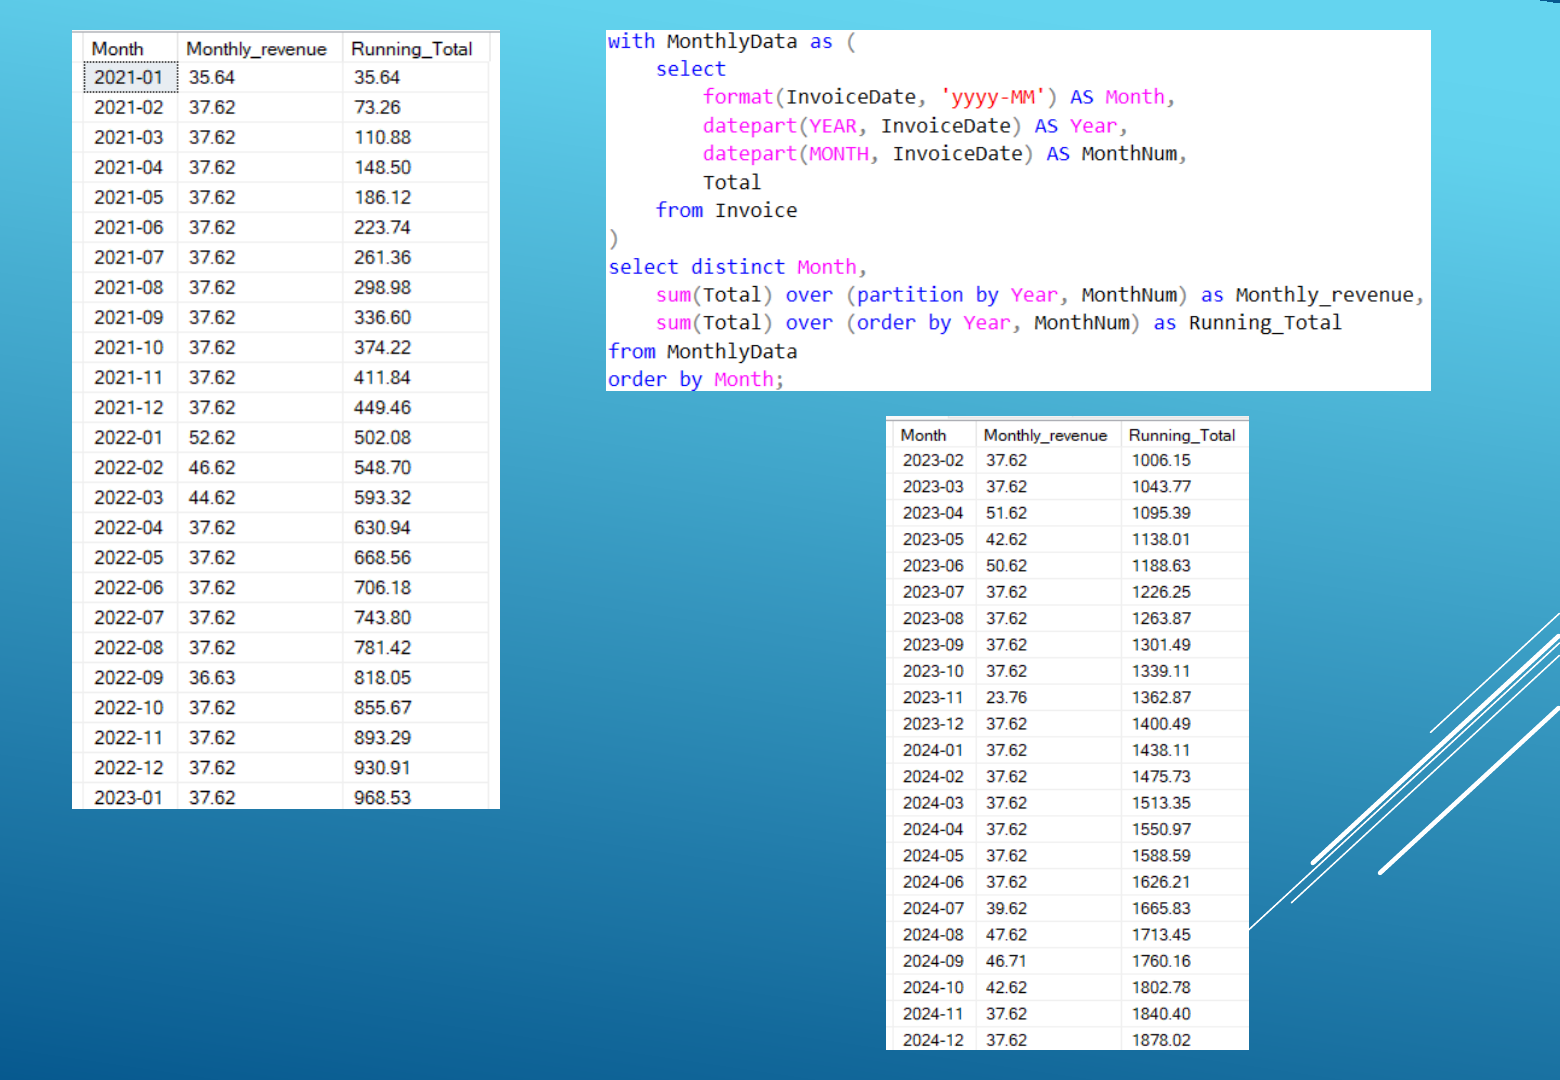 Month Monthly_revenue Running_Total
2021-01 35.64 35.64
2021-02 37.62 73.26
2021-03 37.62 110.88
2021-04 37.62 148.50
2021-05 37.62 186.12
2021-06 37.62 223.74
2021-07 37.62 261.36
2021-08 37.62 298.98
2021-09 37.62 336.60
2021-10 37.62 374.22
2021-11 37.62 411.84
2021-12 37.62 449.46
2022-01 52.62 502.08
2022-02 46.62 548.70
2022-03 44.62 593.32
2022-04 37.62 630.94
2022-05 37.62 668.56
2022-06 37.62 706.18
2022-07 37.62 743.80
2022-08 37.62 781.42
2022-09 36.63 818.05
2022-10 37.62 855.67
2022-11 37.62 893.29
2022-12 37.62 930.91
2023-01 37.62 968.53
with MonthlyData as (
    select
        format(InvoiceDate, 'yyyy-MM') AS Month,
        datepart(YEAR, InvoiceDate) AS Year,
        datepart(MONTH, InvoiceDate) AS MonthNum,
        Total
    from Invoice
)
select distinct Month,
    sum(Total) over (partition by Year, MonthNum) as Monthly_revenue,
    sum(Total) over (order by Year, MonthNum) as Running_Total
from MonthlyData
order by Month;
Month Monthly_revenue Running_Total
2023-02 37.62 1006.15
2023-03 37.62 1043.77
2023-04 51.62 1095.39
2023-05 42.62 1138.01
2023-06 50.62 1188.63
2023-07 37.62 1226.25
2023-08 37.62 1263.87
2023-09 37.62 1301.49
2023-10 37.62 1339.11
2023-11 23.76 1362.87
2023-12 37.62 1400.49
2024-01 37.62 1438.11
2024-02 37.62 1475.73
2024-03 37.62 1513.35
2024-04 37.62 1550.97
2024-05 37.62 1588.59
2024-06 37.62 1626.21
2024-07 39.62 1665.83
2024-08 47.62 1713.45
2024-09 46.71 1760.16
2024-10 42.62 1802.78
2024-11 37.62 1840.40
2024-12 37.62 1878.02